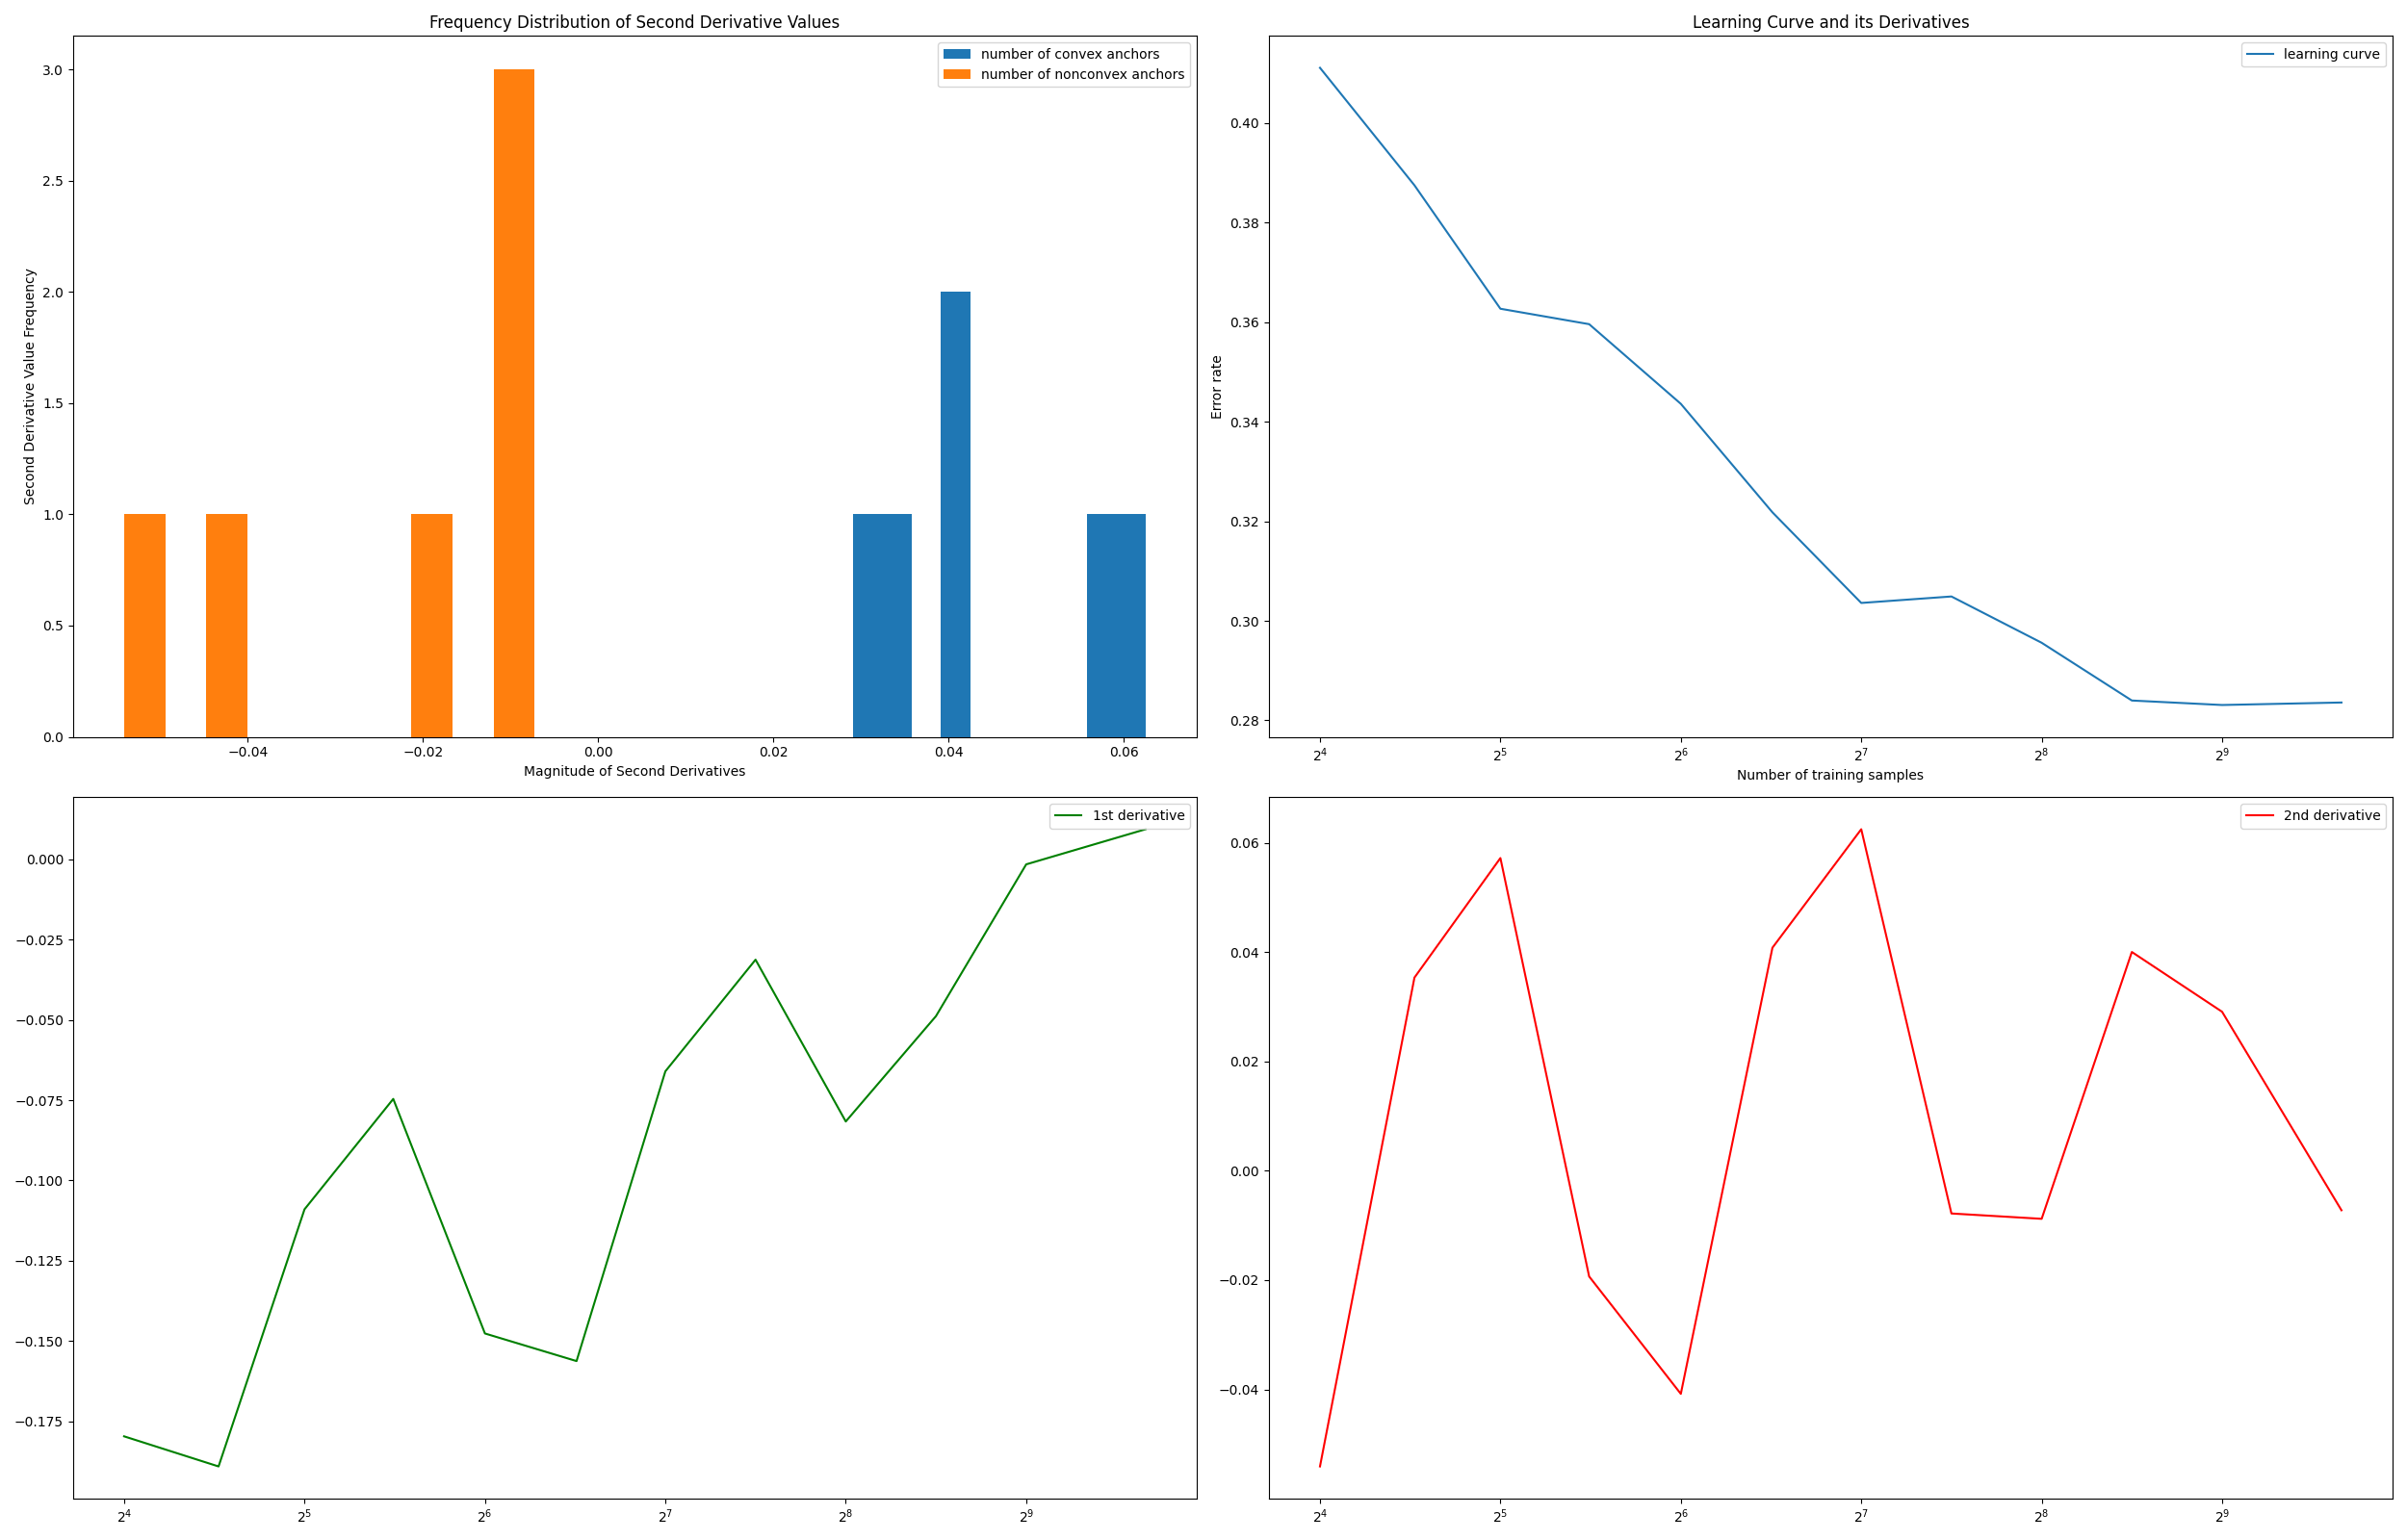 Frequency Distribution of Second Derivative Values
number of convex anchors
number of nonconvex anchors
Second Derivative Value Frequency
3.0
2.5
2.0
1.5
1.0
0.5
0.0
−0.04 −0.02 0.00 0.02 0.04 0.06
Magnitude of Second Derivatives
Learning Curve and its Derivatives
learning curve
Error rate
0.40
0.38
0.36
0.34
0.32
0.30
0.28
2⁴ 2⁵ 2⁶ 2⁷ 2⁸ 2⁹
Number of training samples
1st derivative
0.000
−0.025
−0.050
−0.075
−0.100
−0.125
−0.150
−0.175
2⁴ 2⁵ 2⁶ 2⁷ 2⁸ 2⁹
2nd derivative
0.06
0.04
0.02
0.00
−0.02
−0.04
2⁴ 2⁵ 2⁶ 2⁷ 2⁸ 2⁹